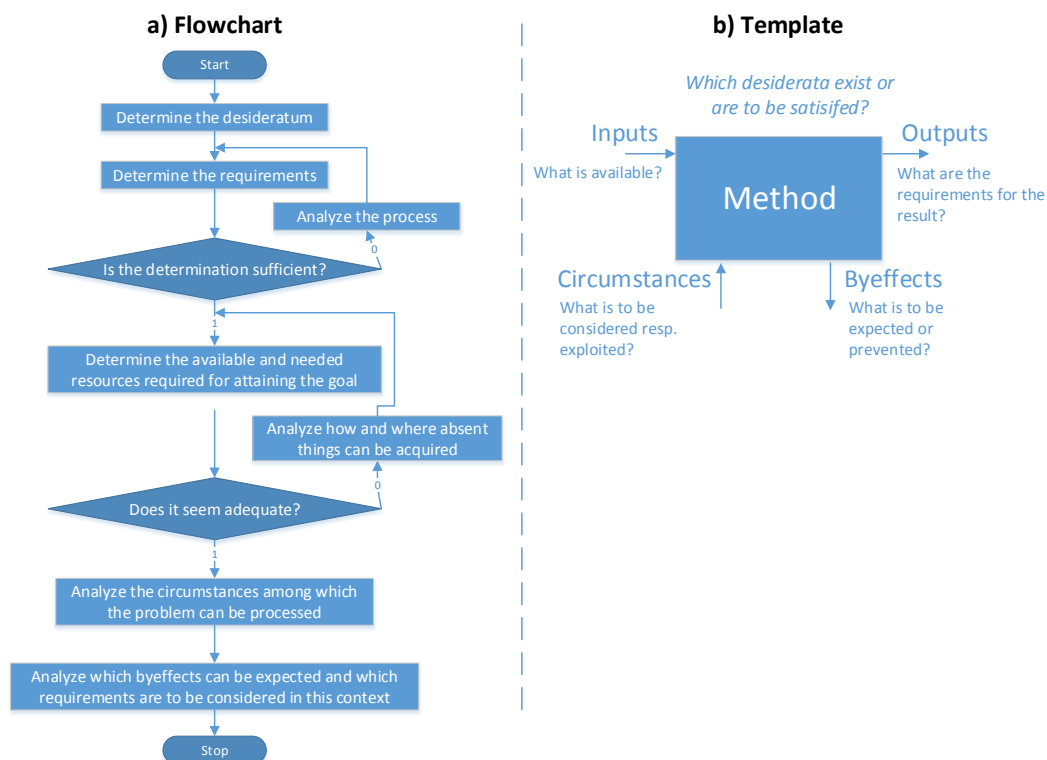 a) Flowchart
Start
Determine the desideratum
Determine the requirements
Analyze the process
0
Is the determination sufficient?
1
Determine the available and needed
resources required for attaining the goal
Analyze how and where absent
things can be acquired
0
Does it seem adequate?
1
Analyze the circumstances among which
the problem can be processed
Analyze which byeffects can be expected and which
requirements are to be considered in this context
Stop
b) Template
Which desiderata exist or
are to be satisifed?
Inputs
What is available?
Method
Outputs
What are the
requirements for the
result?
Circumstances
What is to be
considered resp.
exploited?
Byeffects
What is to be
expected or
prevented?